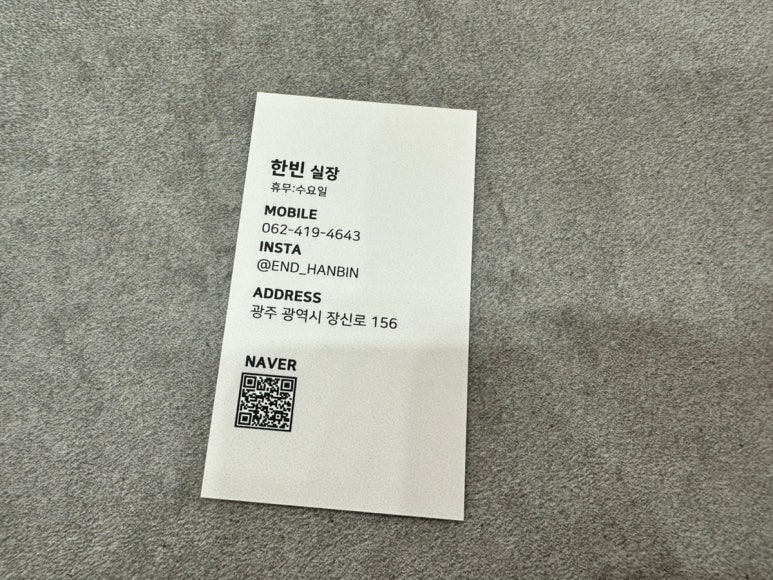 한빈 실장
휴무:수요일
MOBILE
062-419-4643
INSTA
@END_HANBIN
ADDRESS
광주 광역시 장신로 156
NAVER